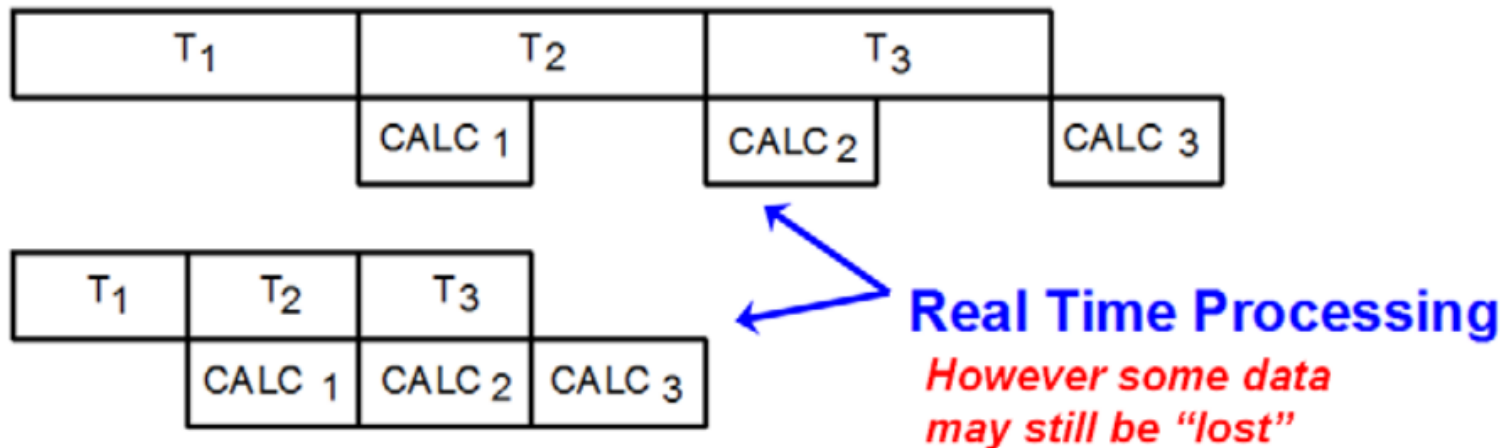 T1 T2 T3
CALC 1 CALC 2 CALC 3
T1 T2 T3
CALC 1 CALC 2 CALC 3
Real Time Processing
However some data
may still be “lost”